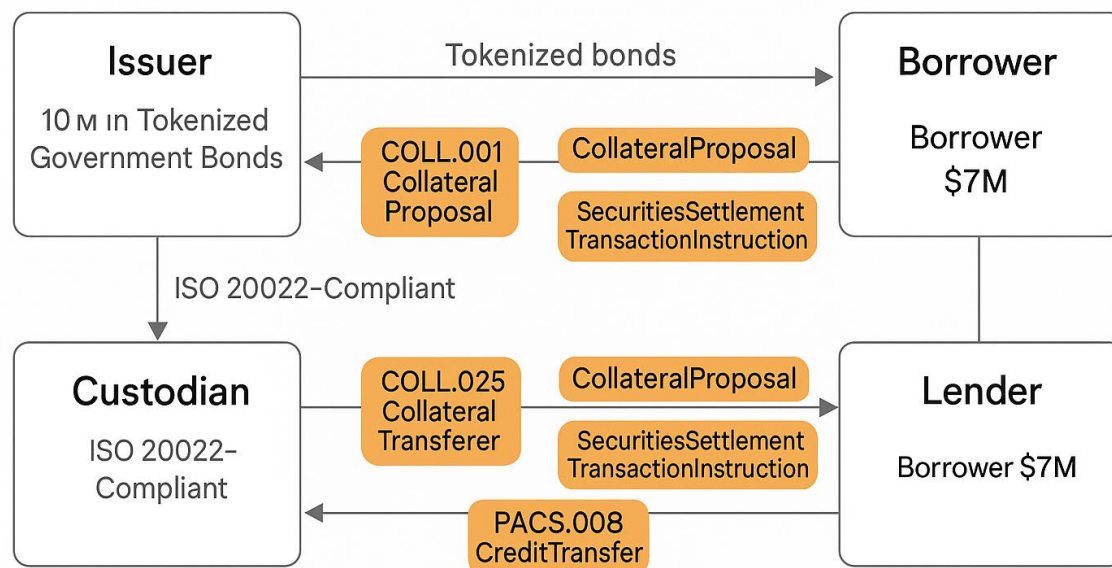 Issuer
10 M in Tokenized
Government Bonds
Tokenized bonds
Borrower
Borrower
$7M
COLL.001
Collateral
Proposal
CollateralProposal
SecuritiesSettlement
TransactionInstruction
ISO 20022-Compliant
Custodian
ISO 20022-
Compliant
COLL.025
Collateral
Transferer
CollateralProposal
SecuritiesSettlement
TransactionInstruction
Lender
Borrower $7M
PACS.008
CreditTransfer